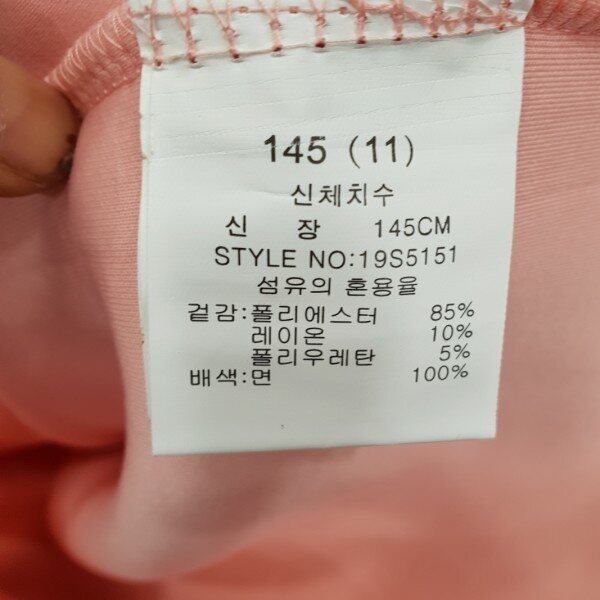 145 (11)
신체치수
신 장 145CM
STYLE NO:19S5151
섬유의 혼용율
겉감:폴리에스터 85%
레이온 10%
폴리우레탄 5%
배색:면 100%